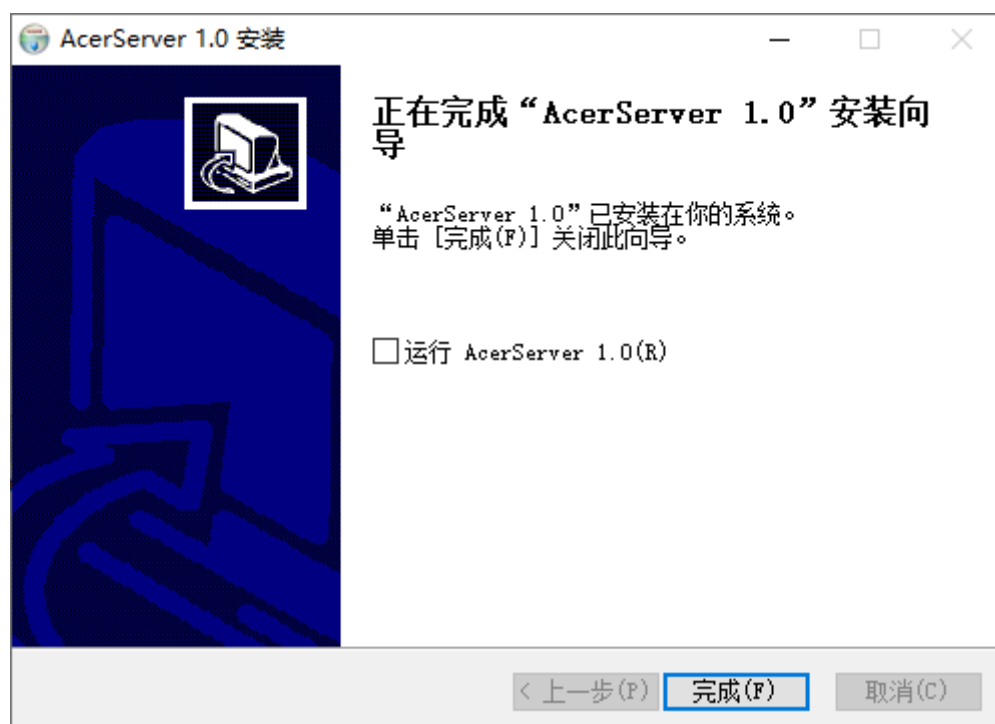 AcerServer 1.0 安装
正在完成“AcerServer 1.0”安装向
导
“AcerServer 1.0”已安装在你的系统。
单击 [完成(F)] 关闭此向导。
运行 AcerServer 1.0(R)
< 上一步(P) 完成(F) 取消(C)